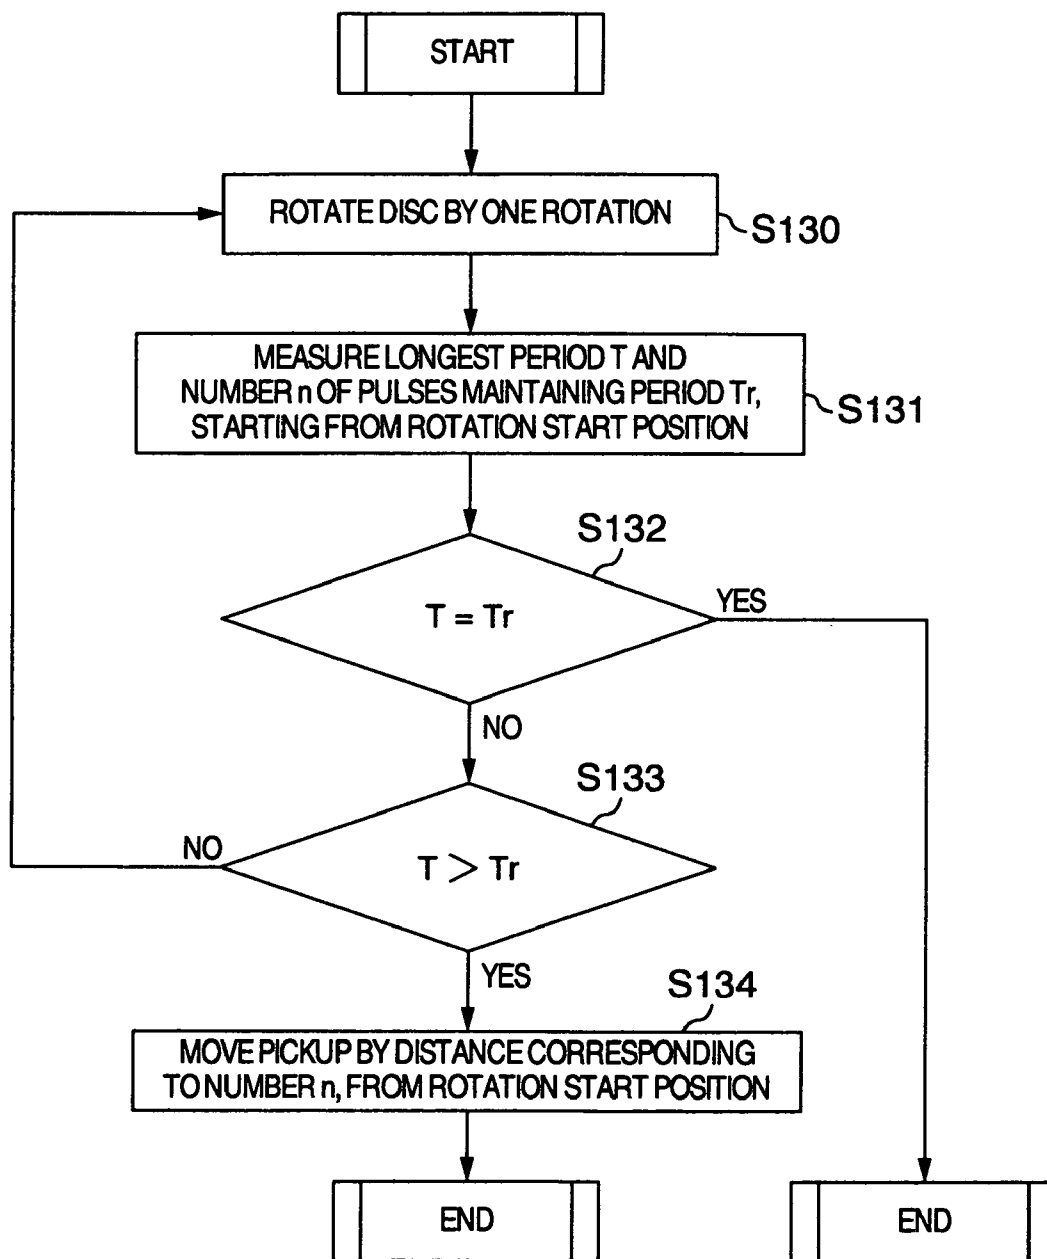 START
ROTATE DISC BY ONE ROTATION
S130
MEASURE LONGEST PERIOD T AND
NUMBER n OF PULSES MAINTAINING PERIOD Tr,
STARTING FROM ROTATION START POSITION
S131
S132
T = Tr
YES
NO
S133
NO
T > Tr
YES
S134
MOVE PICKUP BY DISTANCE CORRESPONDING
TO NUMBER n, FROM ROTATION START POSITION
END
END